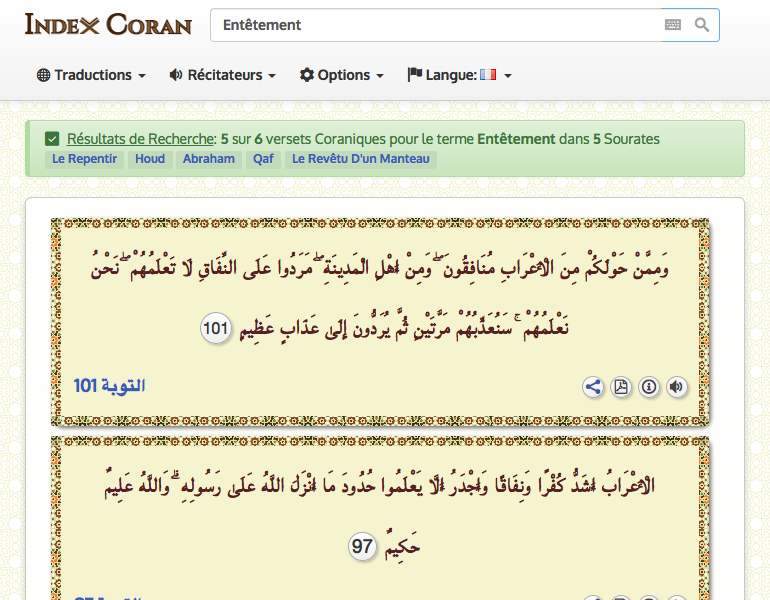 Index Coran
Entêtement
Traductions Récitateurs Options Langue:
Résultats de Recherche: 5 sur 6 versets Coraniques pour le terme Entêtement dans 5 Sourates
Le Repentir Houd Abraham Qaf Le Revêtu D'un Manteau
وَمِمَّنْ حَوْلَكُمْ مِنَ الْأَعْرَابِ مُنَافِقُونَ ۖ وَمِنْ أَهْلِ الْمَدِينَةِ ۖ مَرَدُوا عَلَى النِّفَاقِ لَا تَعْلَمُهُمْ ۖ نَحْنُ
نَعْلَمُهُمْ ۚ سَنُعَذِّبُهُمْ مَرَّتَيْنِ ثُمَّ يُرَدُّونَ إِلَىٰ عَذَابٍ عَظِيمٍ 101
التوبة 101
الْأَعْرَابُ أَشَدُّ كُفْرًا وَنِفَاقًا وَأَجْدَرُ أَلَّا يَعْلَمُوا حُدُودَ مَا أَنْزَلَ اللَّهُ عَلَىٰ رَسُولِهِ ۗ وَاللَّهُ عَلِيمٌ
حَكِيمٌ 97